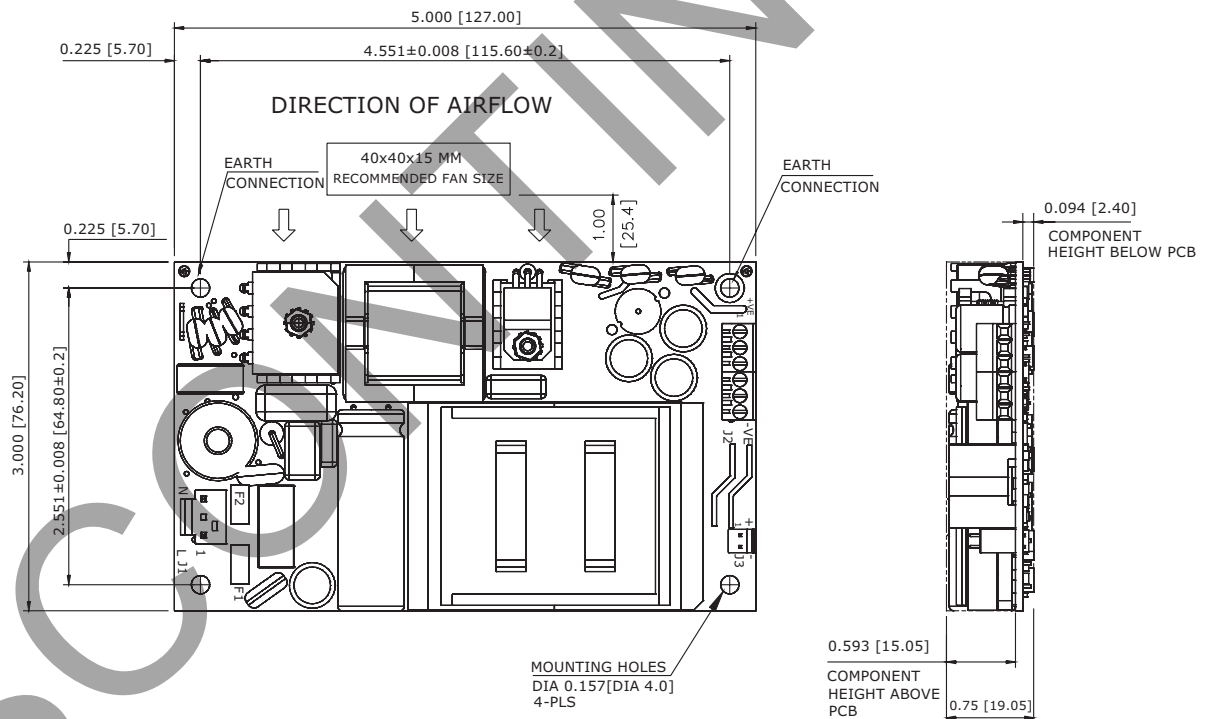 5.000 [127.00]
0.225 [5.70]
4.551±0.008 [115.60±0.2]
DIRECTION OF AIRFLOW
40x40x15 MM
RECOMMENDED FAN SIZE
EARTH
CONNECTION
EARTH
CONNECTION
0.225 [5.70]
1.00
[25.4]
0.094 [2.40]
COMPONENT
HEIGHT BELOW PCB
3.000 [76.20]
2.551±0.008 [64.80±0.2]
+VE
1
-VE
J2
N
F2
1
L J1
F1
+
1
-
J3
MOUNTING HOLES
DIA 0.157[DIA 4.0]
4-PLS
0.593 [15.05]
COMPONENT
HEIGHT ABOVE
PCB
0.75 [19.05]
CONTIN